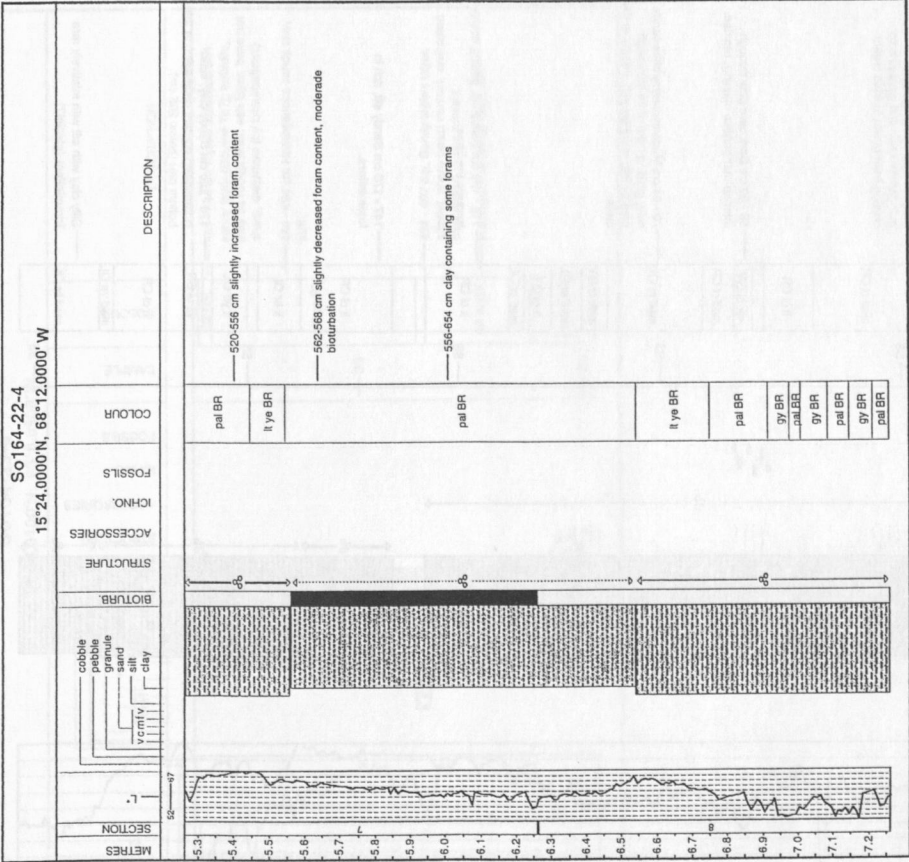 So164-22-4
15°24.0000'N, 68°12.0000' W
METRES
SECTION
L*
52
67
cobble
pebble
granule
sand
silt
clay
v c m f v
BIOTURB.
STRUCTURE
ACCESSORIES
ICHNO.
FOSSILS
COLOUR
DESCRIPTION
-5.3
-5.4
-5.5
-5.6
-5.7
-5.8
-5.9
-6.0
-6.1
-6.2
-6.3
-6.4
-6.5
-6.6
-6.7
-6.8
-6.9
-7.0
-7.1
-7.2
7
8
pal BR
lt ye BR
pal BR
lt ye BR
pal BR
gy BR
pal BR
gy BR
pal BR
gy BR
pal BR
520-556 cm slightly increased foram content
562-568 cm slightly decreased foram content, moderade
bioturbation
556-654 cm clay containing some forams